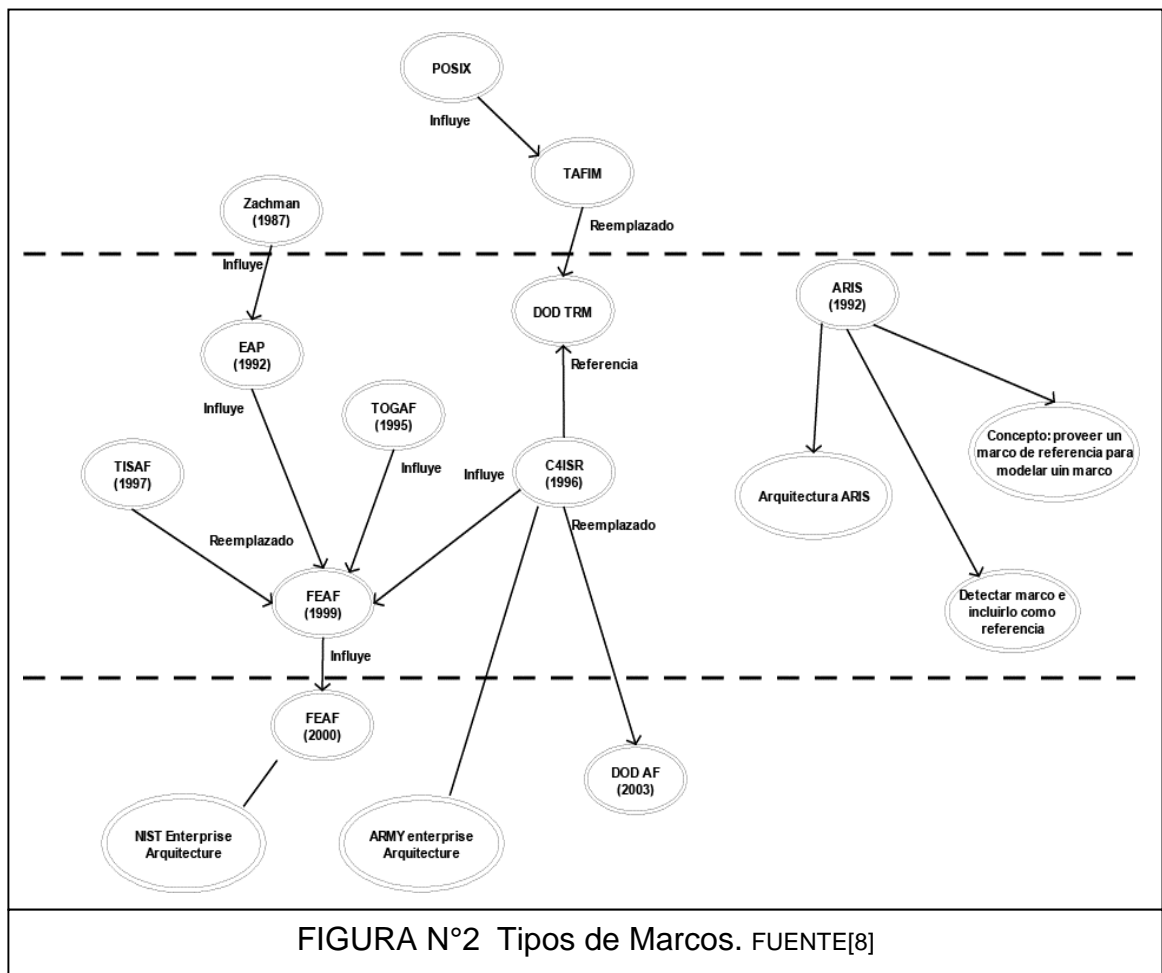 POSIX
Influye
TAFIM
Zachman
(1987)
Reemplazado
Influye
ARIS
(1992)
DOD TRM
EAP
(1992)
Referencia
Influye
TOGAF
(1995)
Concepto: proveer un
marco de referencia para
modelar uin marco
TISAF
(1997)
Influye
Influye
C4ISR
(1996)
Arquitectura ARIS
Reemplazado
Reemplazado
FEAF
(1999)
Detectar marco e
incluirlo como
referencia
Influye
FEAF
(2000)
DOD AF
(2003)
NIST Enterprise
Arquitecture
ARMY enterprise
Arquitecture
FIGURA N°2 Tipos de Marcos. FUENTE[8]